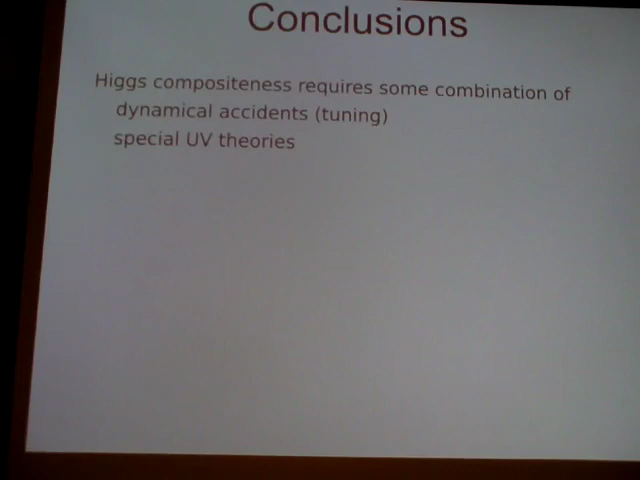 Conclusions
Higgs compositeness requires some combination of
dynamical accidents (tuning)
special UV theories